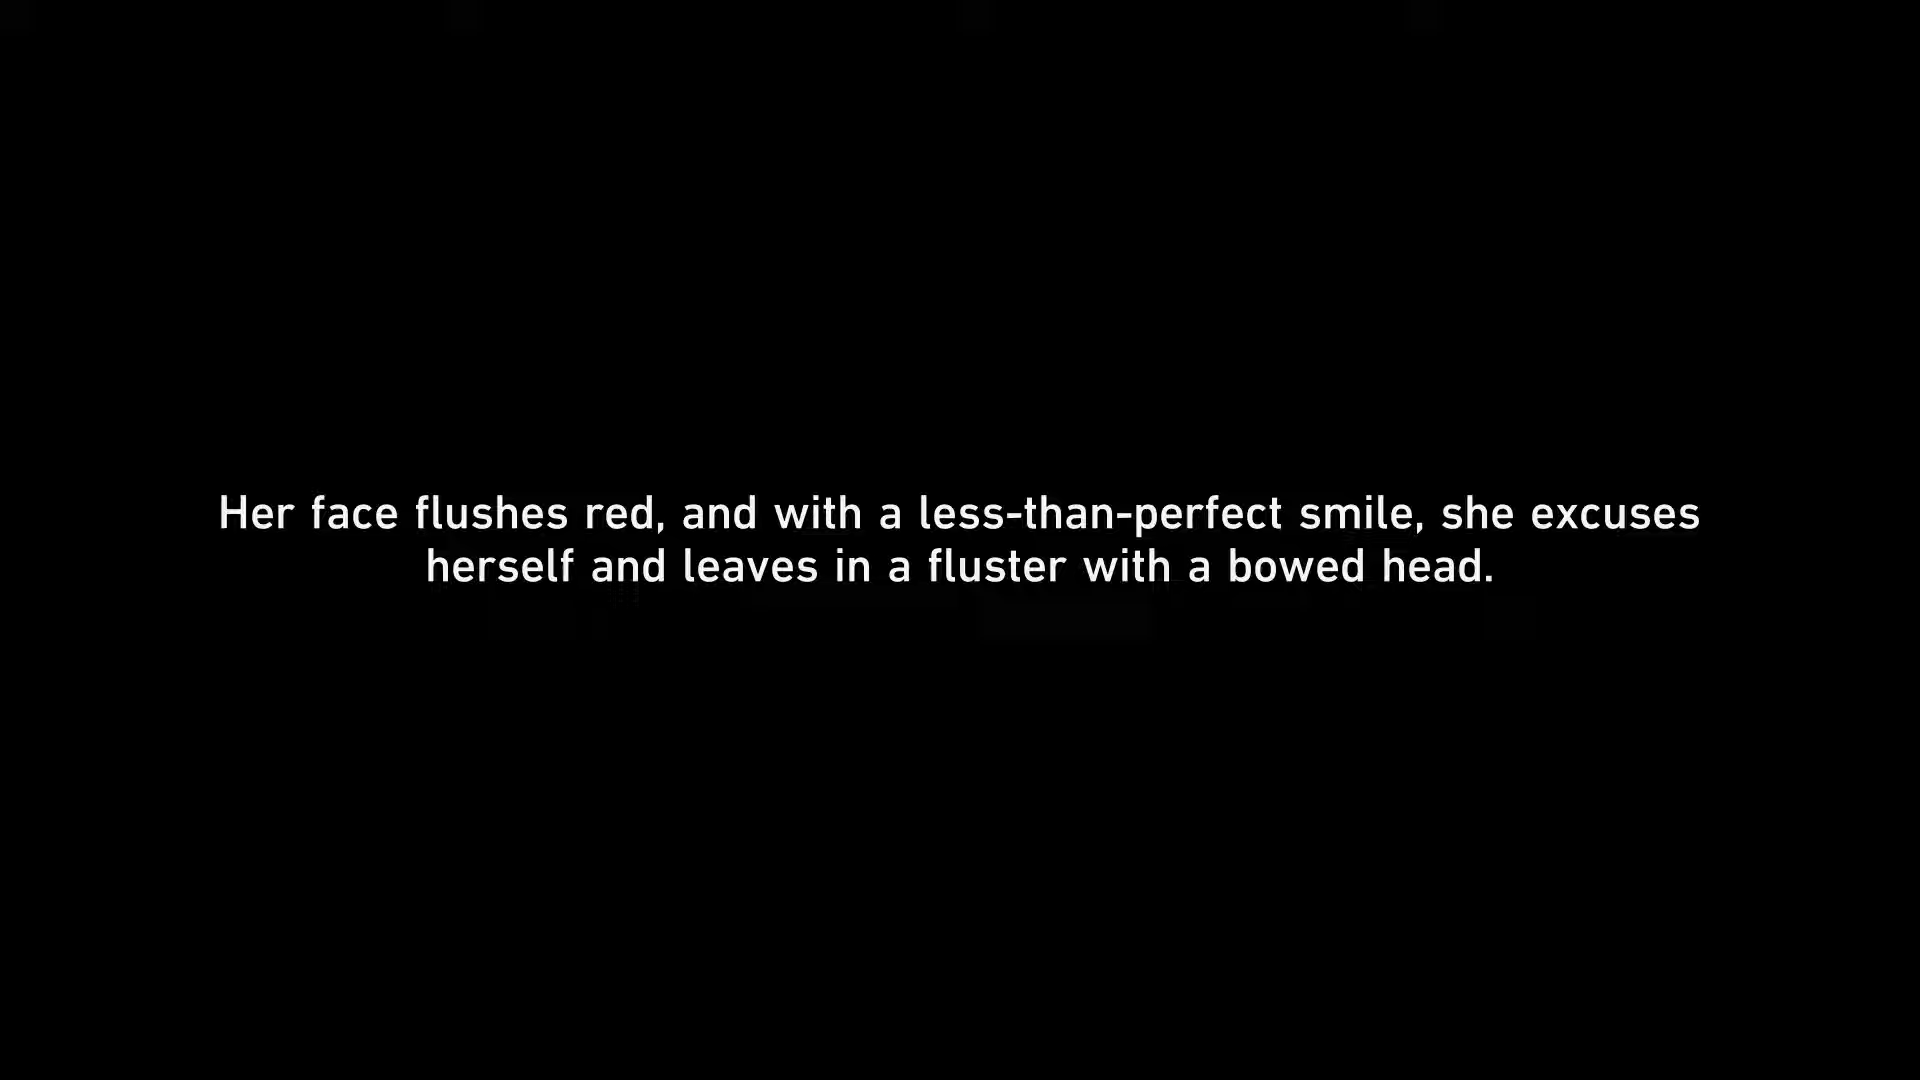 Her face flushes red, and with a less-than-perfect smile, she excuses
herself and leaves in a fluster with a bowed head.